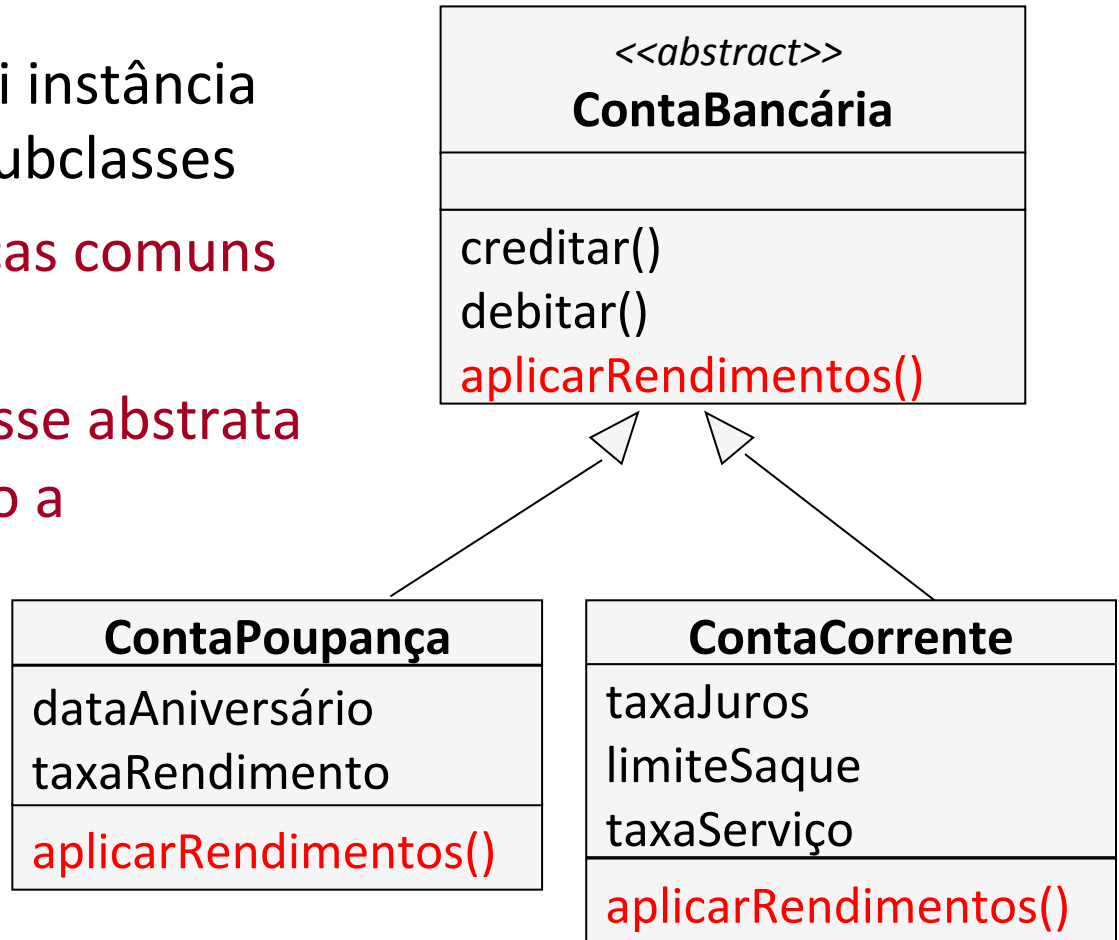 i instância
ubclasses
as comuns
sse abstrata
o a
<<abstract>>
ContaBancária
creditar()
debitar()
aplicarRendimentos()
ContaPoupança
dataAniversário
taxaRendimento
aplicarRendimentos()
ContaCorrente
taxaJuros
limiteSaque
taxaServiço
aplicarRendimentos()